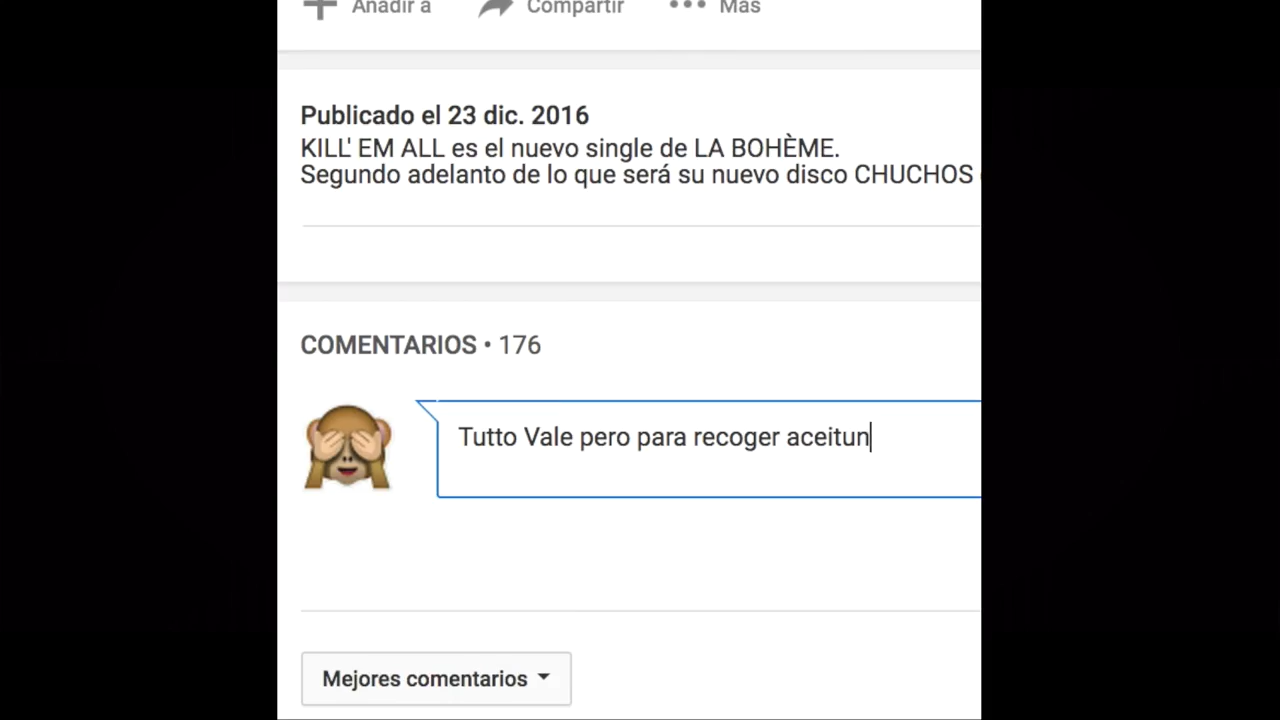 Añadir a Compartir Más
Publicado el 23 dic. 2016
KILL' EM ALL es el nuevo single de LA BOHÈME.
Segundo adelanto de lo que será su nuevo disco CHUCHOS
COMENTARIOS • 176
Tutto Vale pero para recoger aceitun
Mejores comentarios